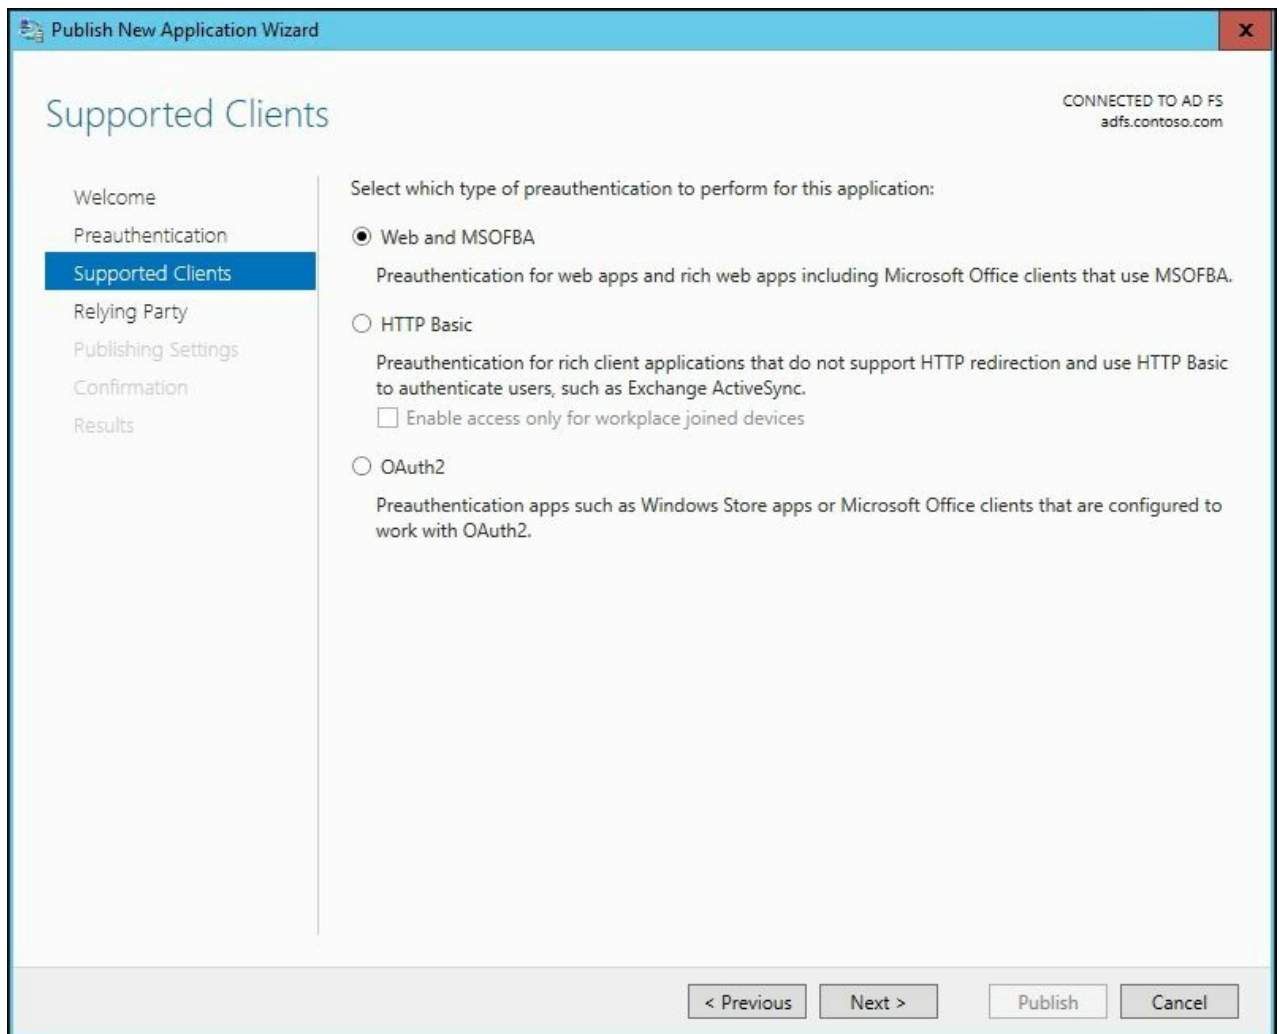 Publish New Application Wizard
x
Supported Clients
CONNECTED TO AD FS
adfs.contoso.com
Welcome
Preauthentication
Supported Clients
Relying Party
Publishing Settings
Confirmation
Results
Select which type of preauthentication to perform for this application:
Web and MSOFBA
Preauthentication for web apps and rich web apps including Microsoft Office clients that use MSOFBA.
HTTP Basic
Preauthentication for rich client applications that do not support HTTP redirection and use HTTP Basic
to authenticate users, such as Exchange ActiveSync.
Enable access only for workplace joined devices
OAuth2
Preauthentication apps such as Windows Store apps or Microsoft Office clients that are configured to
work with OAuth2.
< Previous
Next >
Publish
Cancel